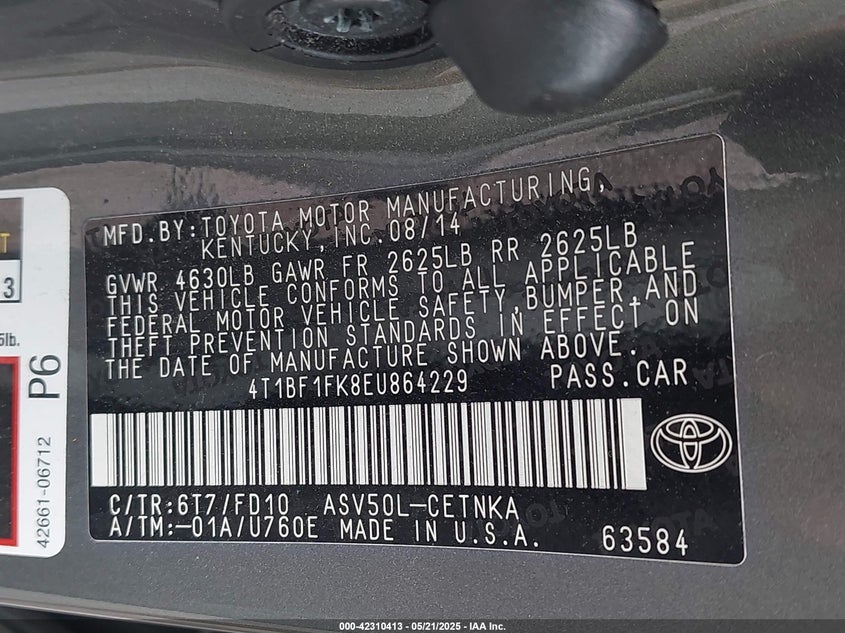 MFD.BY:TOYOTA MOTOR MANUFACTURING,
KENTUCKY,INC.08/14
GVWR 4630LB GAWR FR 2625LB RR 2625LB
THIS VEHICLE CONFORMS TO ALL APPLICABLE
FEDERAL MOTOR VEHICLE SAFETY,BUMPER,AND
THEFT PREVENTION STANDARDS IN EFFECT ON
THE DATE OF MANUFACTURE SHOWN ABOVE.
4T1BF1FK8EU864229 PASS.CAR
C/TR:6T7/FD10 ASV50L-CETNKA
A/TM:-01A/U760E MADE IN U.S.A. 63584
3
lb.
P6
42661-06712
000-42310413 - 05/21/2025 - IAA Inc.